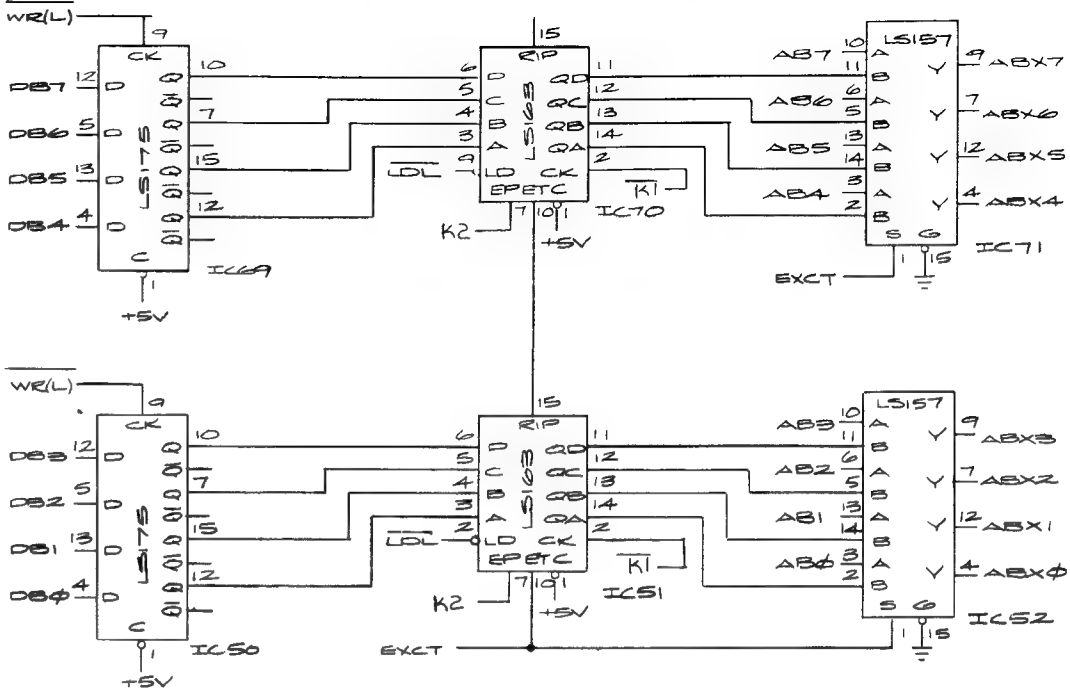 WR(L)
9
CK
DB7 12 D
Q 10
Q̅
DB6 5 D
Q 7
Q̅
DB5 13 D
Q 15
Q̅
DB4 4 D
Q 12
Q̅
LS175
C
1
IC69
+5V
15
RIP
6 D
5 C
4 B
3 A
LDL 9 LD
LS163
QD 11
QC 12
QB 13
QA 14
CK 2
K1
EP ET C
7 10 1
K2
+5V
IC70
LS157
AB7 10 A
11 B
AB6 6 A
5 B
AB5 13 A
14 B
AB4 3 A
2 B
Y 9 ABX7
Y 7 ABX6
Y 12 ABX5
Y 4 ABX4
S G
1 15
EXCT
IC71
WR(L)
9
CK
DB3 12 D
Q 10
Q̅
DB2 5 D
Q 7
Q̅
DB1 13 D
Q 15
Q̅
DBØ 4 D
Q 12
Q̅
LS175
C
1
IC50
+5V
15
RIP
6 D
5 C
4 B
3 A
LDL 2 LD
LS163
QD 11
QC 12
QB 13
QA 14
CK 2
K1
EP ET C
7 10 1
K2
+5V
IC51
EXCT
LS157
AB3 10 A
11 B
AB2 6 A
5 B
AB1 13 A
14 B
ABØ 3 A
2 B
Y 9 ABX3
Y 7 ABX2
Y 12 ABX1
Y 4 ABXØ
S G
1 15
IC52